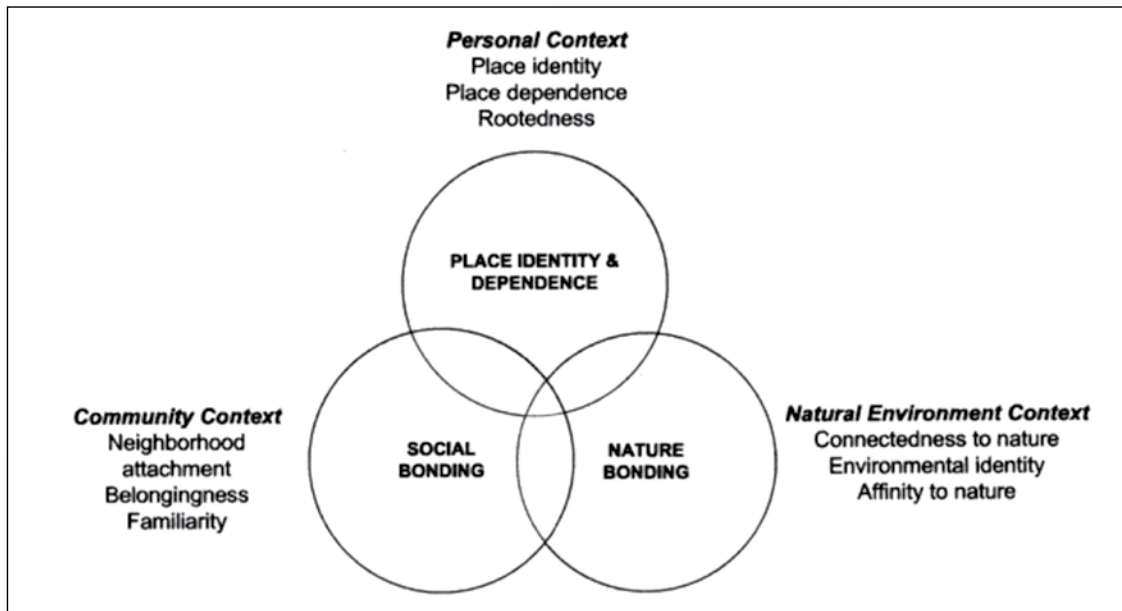 Personal Context
Place identity
Place dependence
Rootedness
PLACE IDENTITY &
DEPENDENCE
Community Context
Neighborhood
attachment
Belongingness
Familiarity
SOCIAL
BONDING
NATURE
BONDING
Natural Environment Context
Connectedness to nature
Environmental identity
Affinity to nature